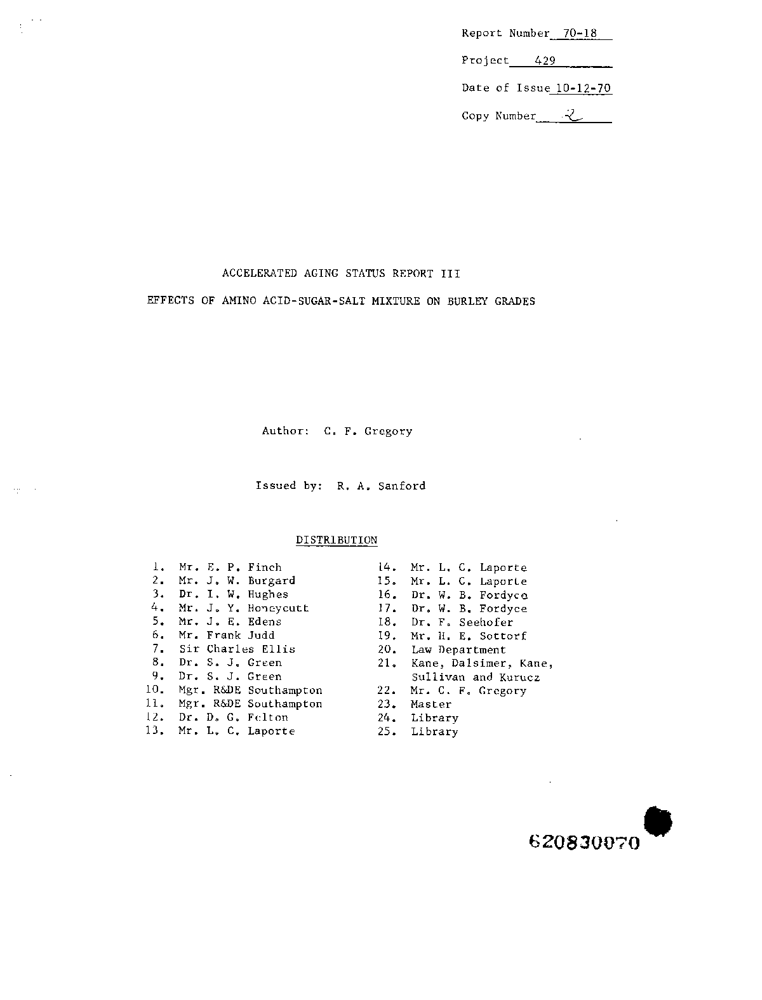 Report Number 70-18
Project 429
Date of Issue 10-12-70
Copy Number 2
ACCELERATED AGING STATUS REPORT III
EFFECTS OF AMINO ACID-SUGAR-SALT MIXTURE ON BURLEY GRADES
Author: C. F. Gregory
Issued by: R. A. Sanford
DISTRIBUTION
1. Mr. E. P. Finch
2. Mr. J. W. Burgard
3. Dr. I. W. Hughes
4. Mr. J. Y. Honeycutt
5. Mr. J. E. Edens
6. Mr. Frank Judd
7. Sir Charles Ellis
8. Dr. S. J. Green
9. Dr. S. J. Green
10. Mgr. R&DE Southampton
11. Mgr. R&DE Southampton
12. Dr. D. G. Felton
13. Mr. L. C. Laporte
14. Mr. L. C. Laporte
15. Mr. L. C. Laporte
16. Dr. W. B. Fordyce
17. Dr. W. B. Fordyce
18. Dr. F. Seehofer
19. Mr. H. E. Sottorf
20. Law Department
21. Kane, Dalsimer, Kane,
Sullivan and Kurucz
22. Mr. C. F. Gregory
23. Master
24. Library
25. Library
620830070